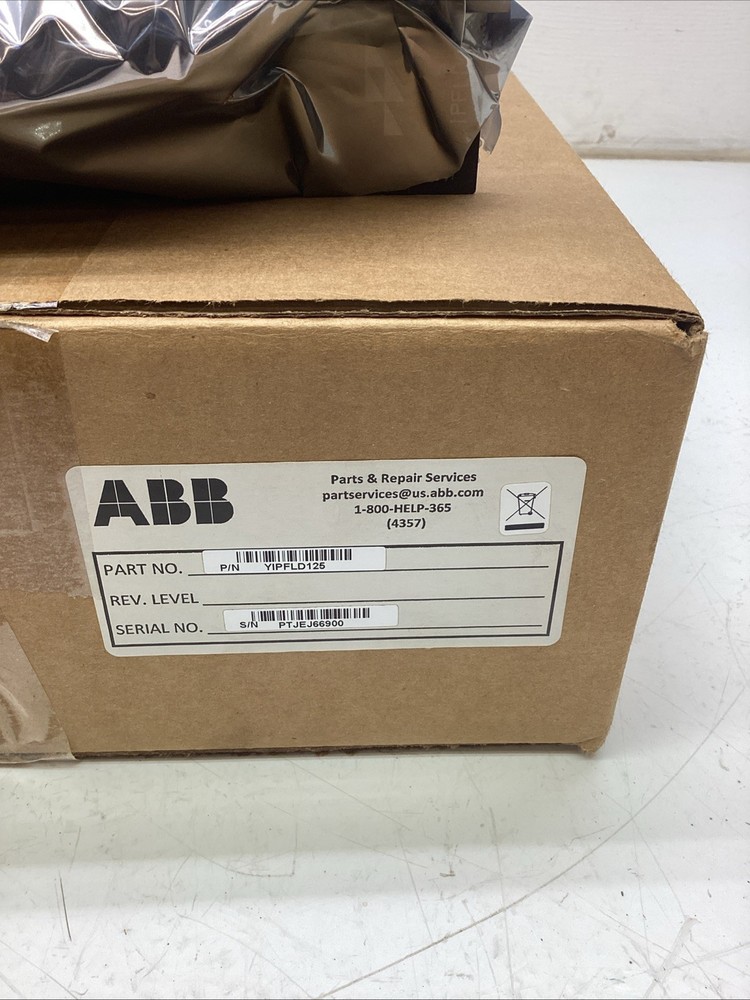 ABB
Parts & Repair Services
partservices@us.abb.com
1-800-HELP-365
(4357)
PART NO.
P/N YIPFLD125
REV. LEVEL
SERIAL NO.
S/N PTJEJ66900